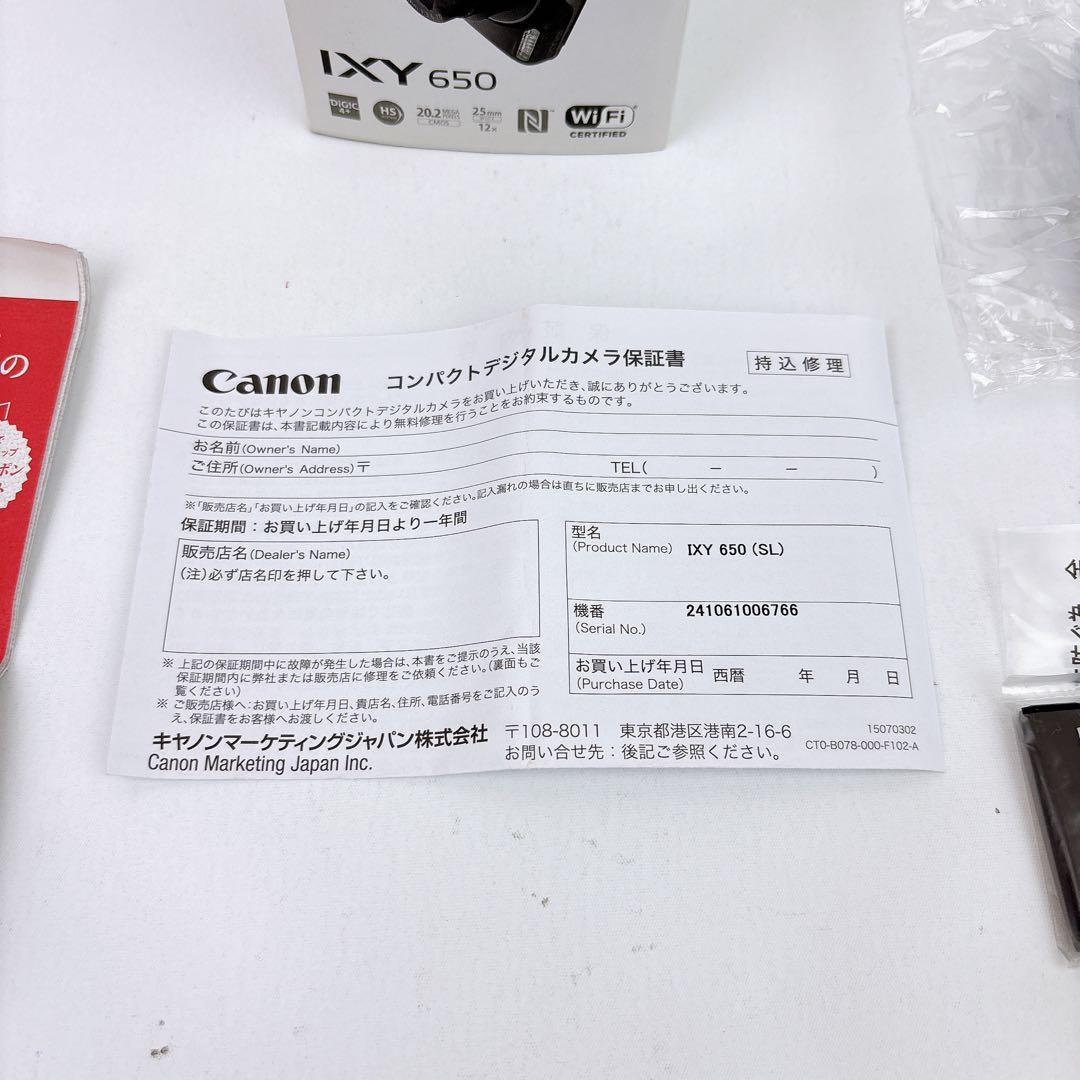 IXY 650
DIGIC 4+
HS
20.2 MEGA PIXELS
CMOS
25mm
12×
N
Wi Fi
CERTIFIED
の
Canon
コンパクトデジタルカメラ保証書
持込修理
このたびはキヤノンコンパクトデジタルカメラをお買い上げいただき、誠にありがとうございます。
この保証書は、本書記載内容により無料修理を行うことをお約束するものです。
お名前(Owner's Name)
ご住所(Owner's Address)〒 TEL( － － )
※「販売店名」「お買い上げ年月日」の記入をご確認ください。記入漏れの場合は直ちに販売店までお申し出ください。
保証期間：お買い上げ年月日より一年間
販売店名(Dealer's Name)
(注)必ず店名印を押して下さい。
型名
(Product Name) IXY 650 (SL)
機番 241061006766
(Serial No.)
お買い上げ年月日
(Purchase Date) 西暦 年 月 日
※ 上記の保証期間中に故障が発生した場合は、本書をご提示のうえ、当該
保証期間内に弊社または販売店に修理をご依頼ください。(裏面もご
覧ください)
※ ご販売店様へ：お買い上げ年月日、貴店名、住所、電話番号をご記入のう
え、保証書をお客様へお渡しください。
キヤノンマーケティングジャパン株式会社
Canon Marketing Japan Inc.
〒108-8011 東京都港区港南2-16-6
お問い合せ先：後記ご参照ください。
15070302
CT0-B078-000-F102-A